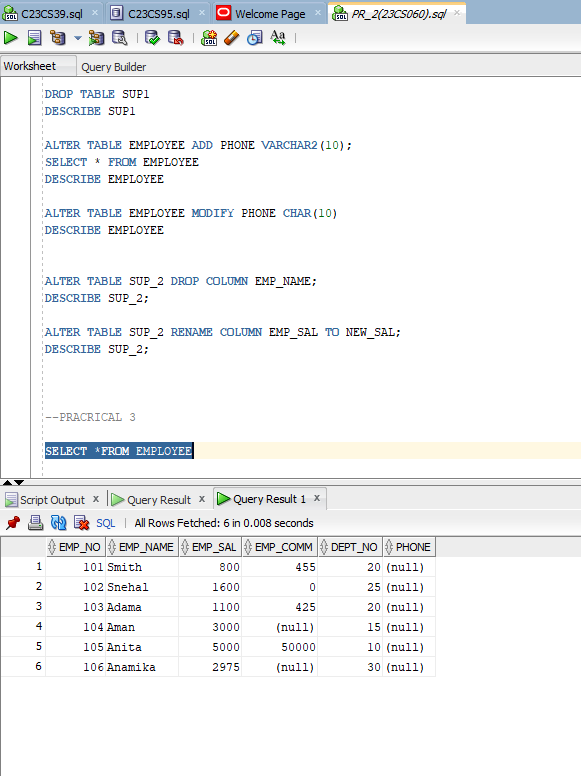 C23CS39.sql C23CS95.sql Welcome Page PR_2(23CS060).sql
Worksheet Query Builder
DROP TABLE SUP1
DESCRIBE SUP1
ALTER TABLE EMPLOYEE ADD PHONE VARCHAR2(10);
SELECT * FROM EMPLOYEE
DESCRIBE EMPLOYEE
ALTER TABLE EMPLOYEE MODIFY PHONE CHAR(10)
DESCRIBE EMPLOYEE
ALTER TABLE SUP_2 DROP COLUMN EMP_NAME;
DESCRIBE SUP_2;
ALTER TABLE SUP_2 RENAME COLUMN EMP_SAL TO NEW_SAL;
DESCRIBE SUP_2;
--PRACRICAL 3
SELECT *FROM EMPLOYEE
Script Output x Query Result x Query Result 1 x
SQL | All Rows Fetched: 6 in 0.008 seconds
EMP_NO EMP_NAME EMP_SAL EMP_COMM DEPT_NO PHONE
1 101 Smith 800 455 20 (null)
2 102 Snehal 1600 0 25 (null)
3 103 Adama 1100 425 20 (null)
4 104 Aman 3000 (null) 15 (null)
5 105 Anita 5000 50000 10 (null)
6 106 Anamika 2975 (null) 30 (null)